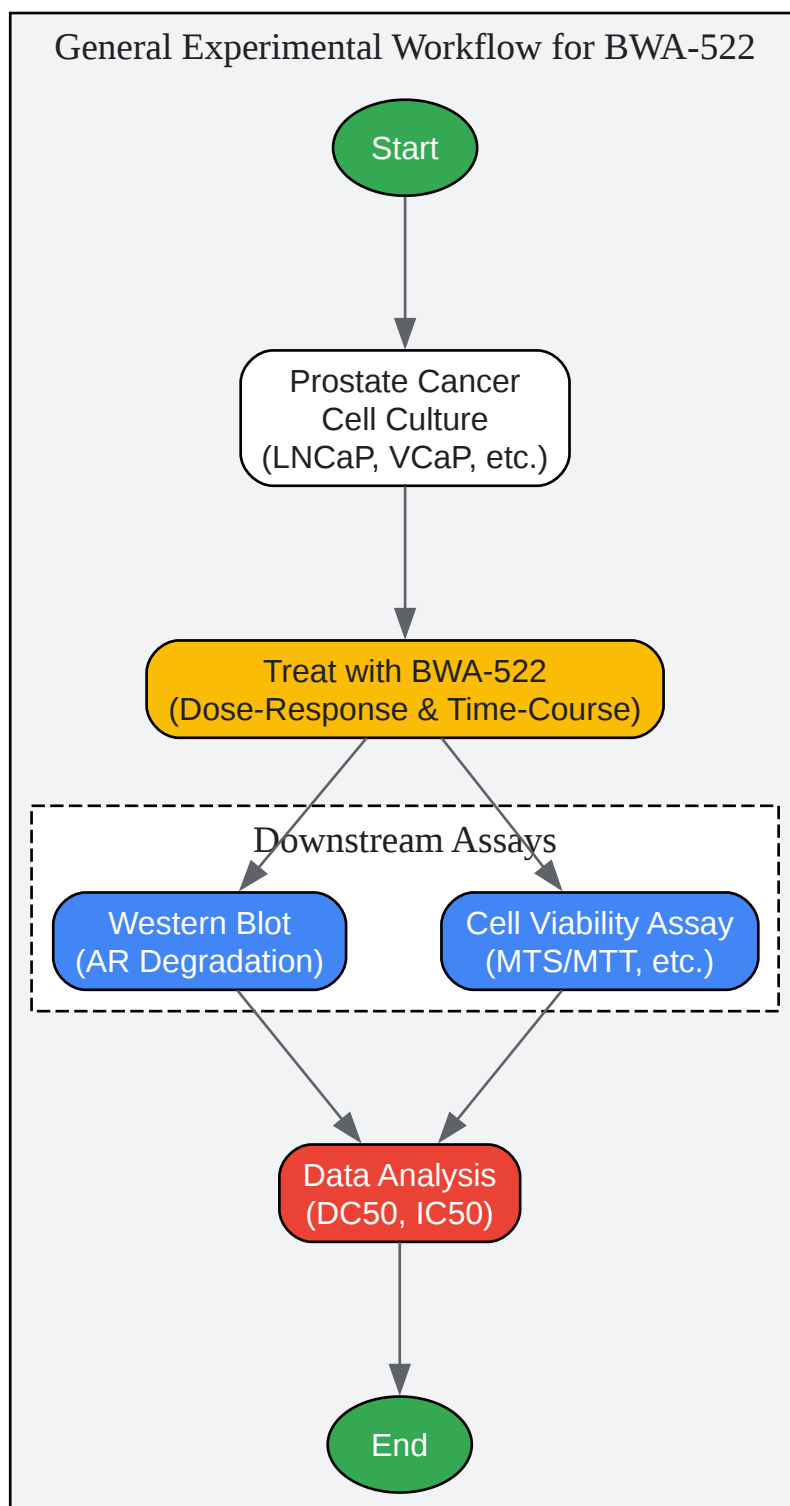 General Experimental Workflow for BWA-522
Start
Prostate Cancer
Cell Culture
(LNCaP, VCaP, etc.)
Treat with BWA-522
(Dose-Response & Time-Course)
Downstream Assays
Western Blot
(AR Degradation)
Cell Viability Assay
(MTS/MTT, etc.)
Data Analysis
(DC50, IC50)
End